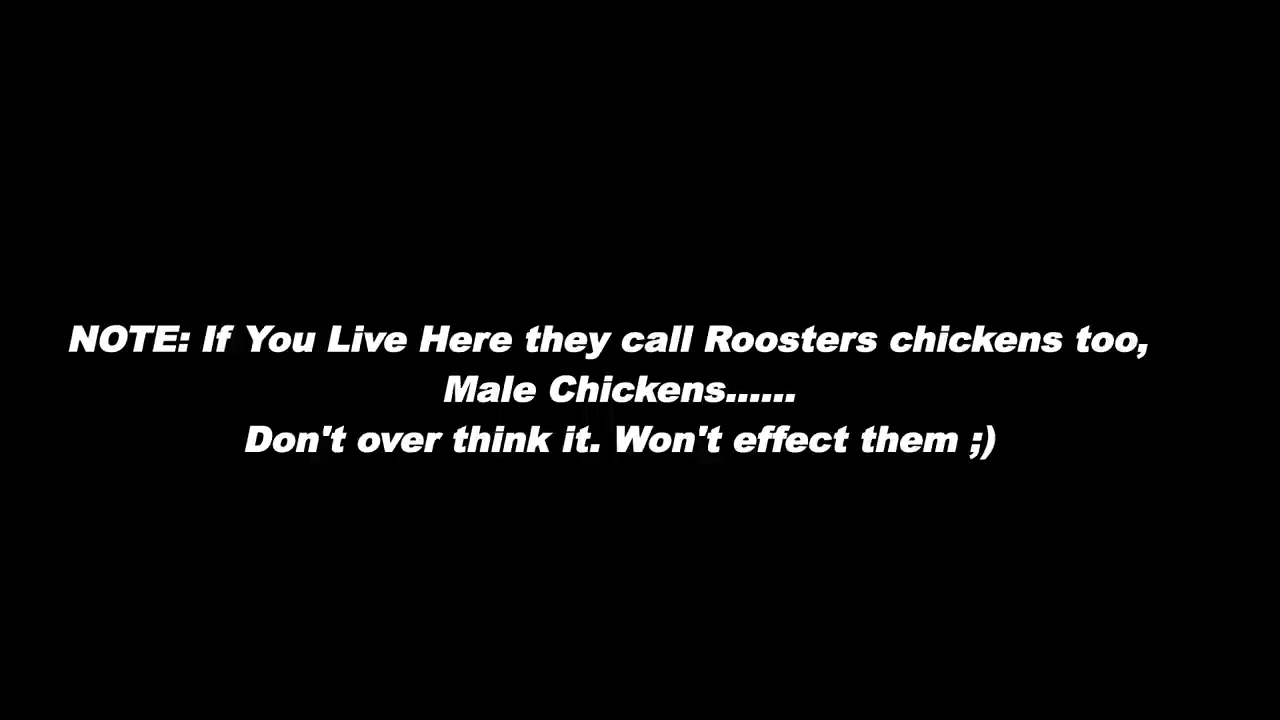 NOTE: If You Live Here they call Roosters chickens too,
Male Chickens......
Don't over think it. Won't effect them ;)